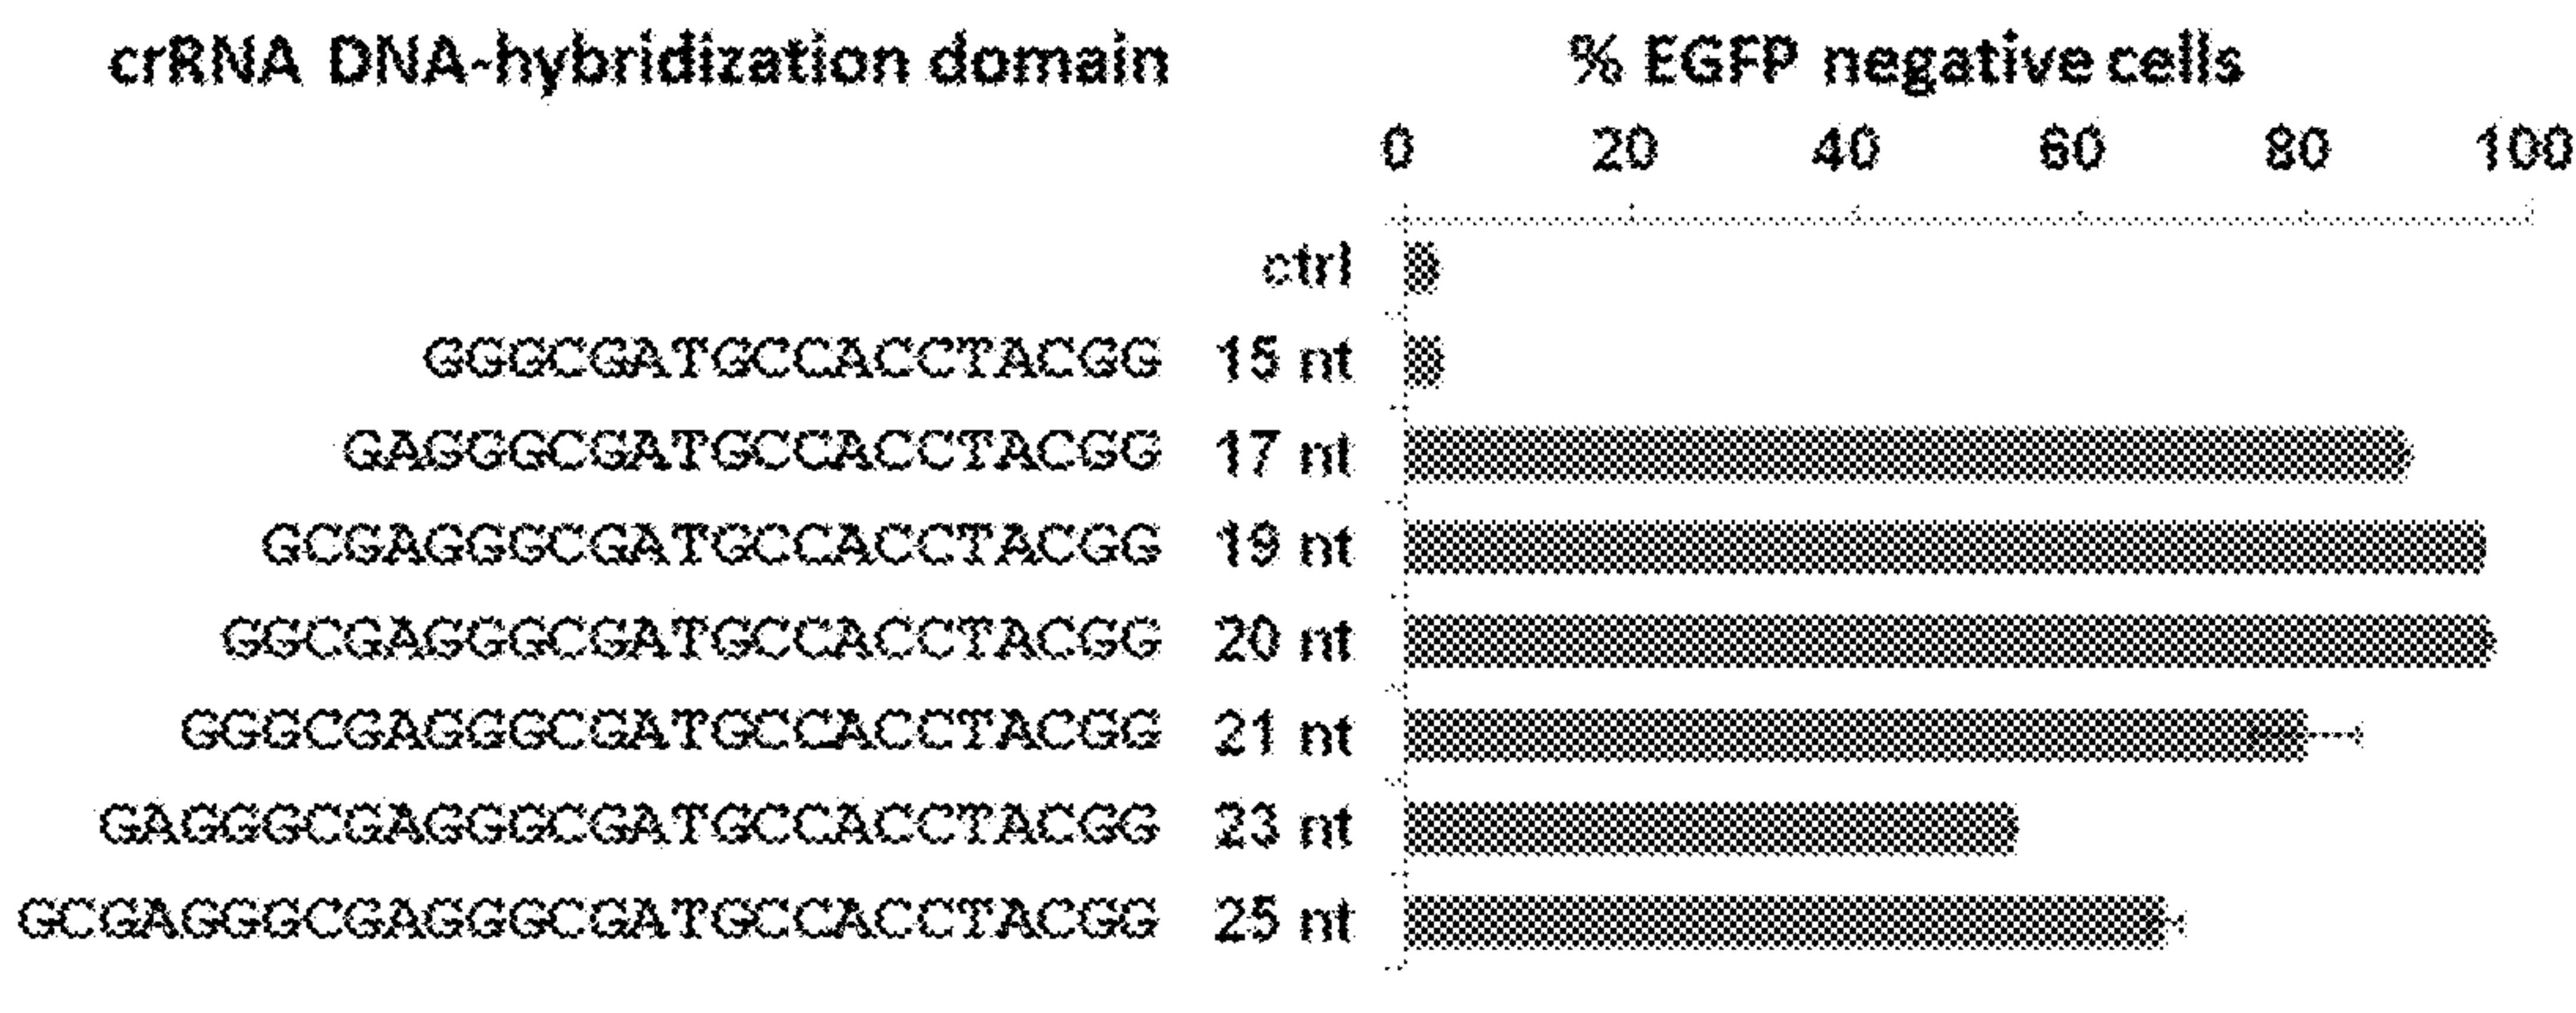 crRNA DNA-hybridization domain % EGFP negative cells
0 20 40 60 80 100
ctrl
GGGCGATGCCACCTACGG 15 nt
GAGGGCGATGCCACCTACGG 17 nt
GCGAGGGCGATGCCACCTACGG 19 nt
GGCGAGGGCGATGCCACCTACGG 20 nt
GGGCGAGGGCGATGCCACCTACGG 21 nt
GAGGGCGAGGGCGATGCCACCTACGG 23 nt
GCGAGGGCGAGGGCGATGCCACCTACGG 25 nt